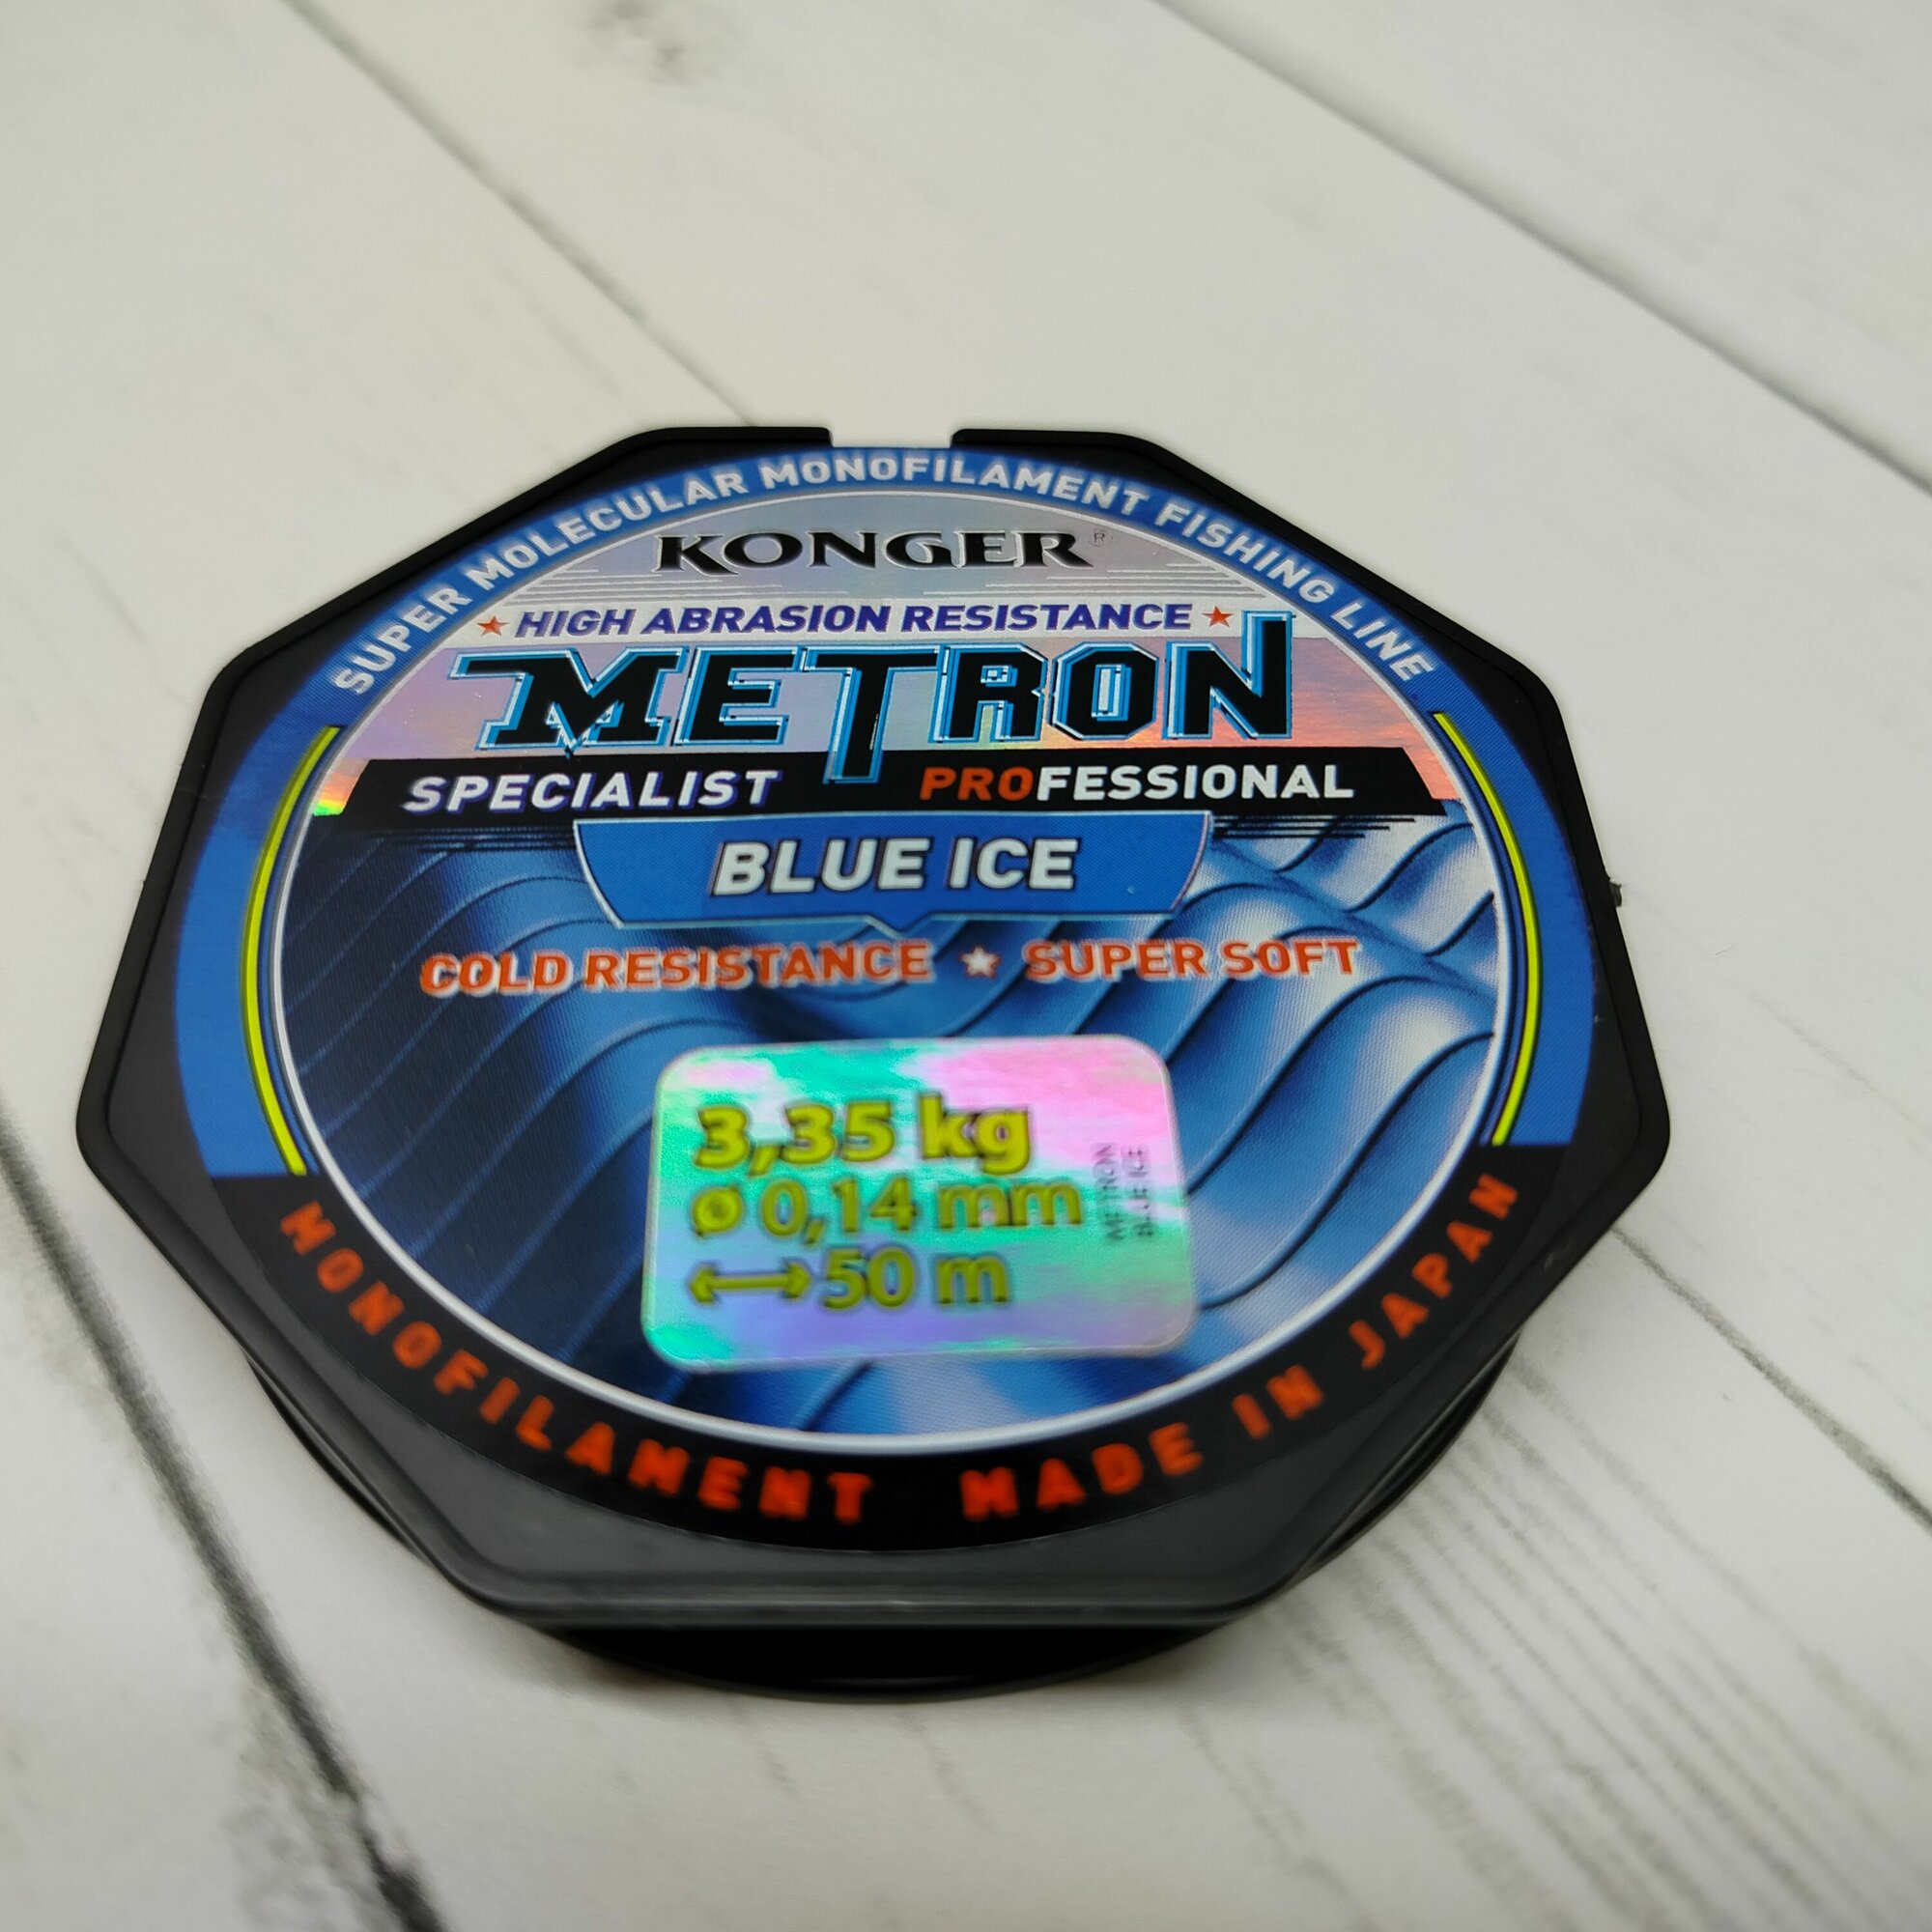 SUPER MOLECULAR MONOFILAMENT FISHING LINE
KONGER®
HIGH ABRASION RESISTANCE
METRON
SPECIALIST PROFESSIONAL
BLUE ICE
COLD RESISTANCE ★ SUPER SOFT
3,35 kg
ø 0,14 mm
↔ 50 m
METRON
BLUE ICE
MONOFILAMENT MADE IN JAPAN